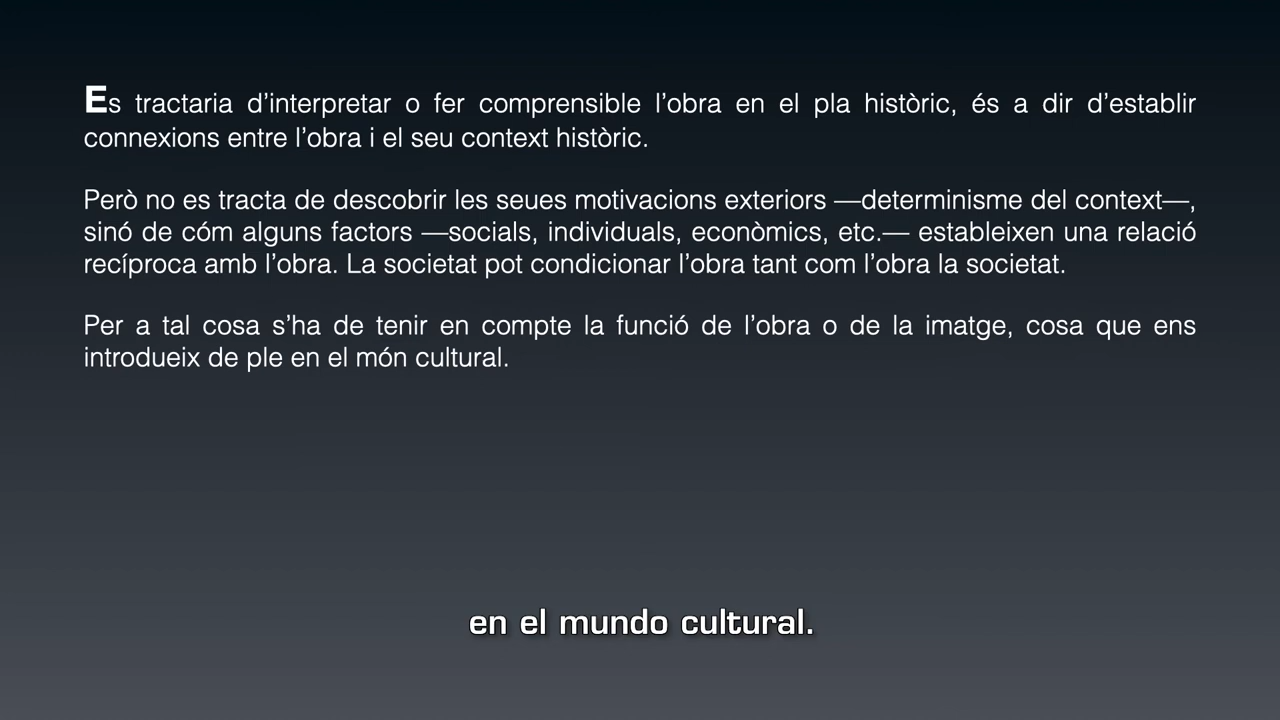 Es tractaria d’interpretar o fer comprensible l’obra en el pla històric, és a dir d’establir
connexions entre l’obra i el seu context històric.
Però no es tracta de descobrir les seues motivacions exteriors —determinisme del context—,
sinó de cóm alguns factors —socials, individuals, econòmics, etc.— estableixen una relació
recíproca amb l’obra. La societat pot condicionar l’obra tant com l’obra la societat.
Per a tal cosa s’ha de tenir en compte la funció de l’obra o de la imatge, cosa que ens
introdueix de ple en el món cultural.
en el mundo cultural.